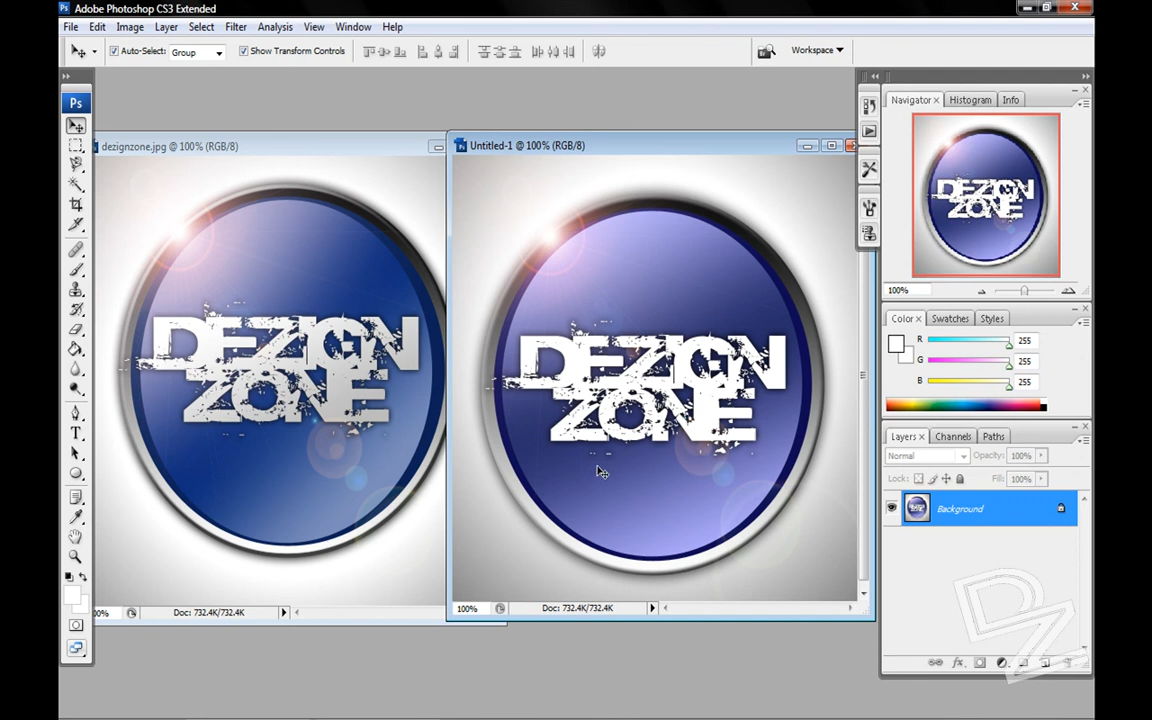 Adobe Photoshop CS3 Extended
File Edit Image Layer Select Filter Analysis View Window Help
Auto-Select: Group Show Transform Controls Workspace
Ps
Navigator Histogram Info
dezignzone.jpg @ 100% (RGB/8)
Untitled-1 @ 100% (RGB/8)
DEZIGN
ZONE
DEZIGN
ZONE
DEZIGN
ZONE
100%
Color Swatches Styles
R 255
G 255
B 255
Layers Channels Paths
Normal Opacity: 100%
Lock: Fill: 100%
Background
00% Doc: 732.4K/732.4K
100% Doc: 732.4K/732.4K
DZ